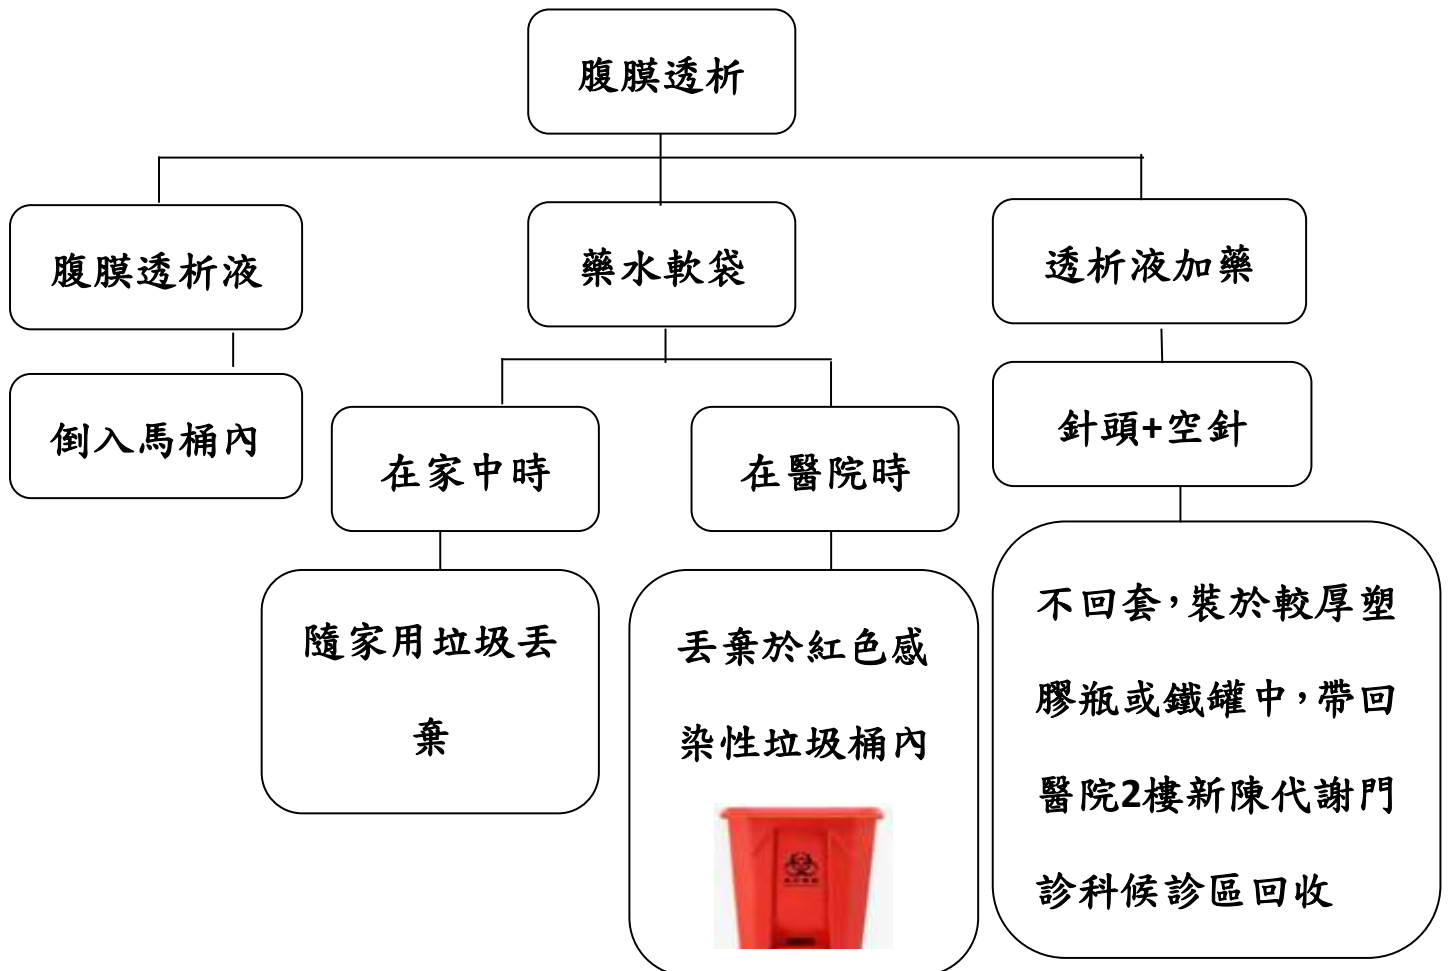 腹膜透析
腹膜透析液
藥水軟袋
透析液加藥
倒入馬桶內
在家中時
在醫院時
針頭+空針
隨家用垃圾丟
棄
丟棄於紅色感
染性垃圾桶內
不回套，裝於較厚塑
膠瓶或鐵罐中，帶回
醫院2樓新陳代謝門
診科候診區回收